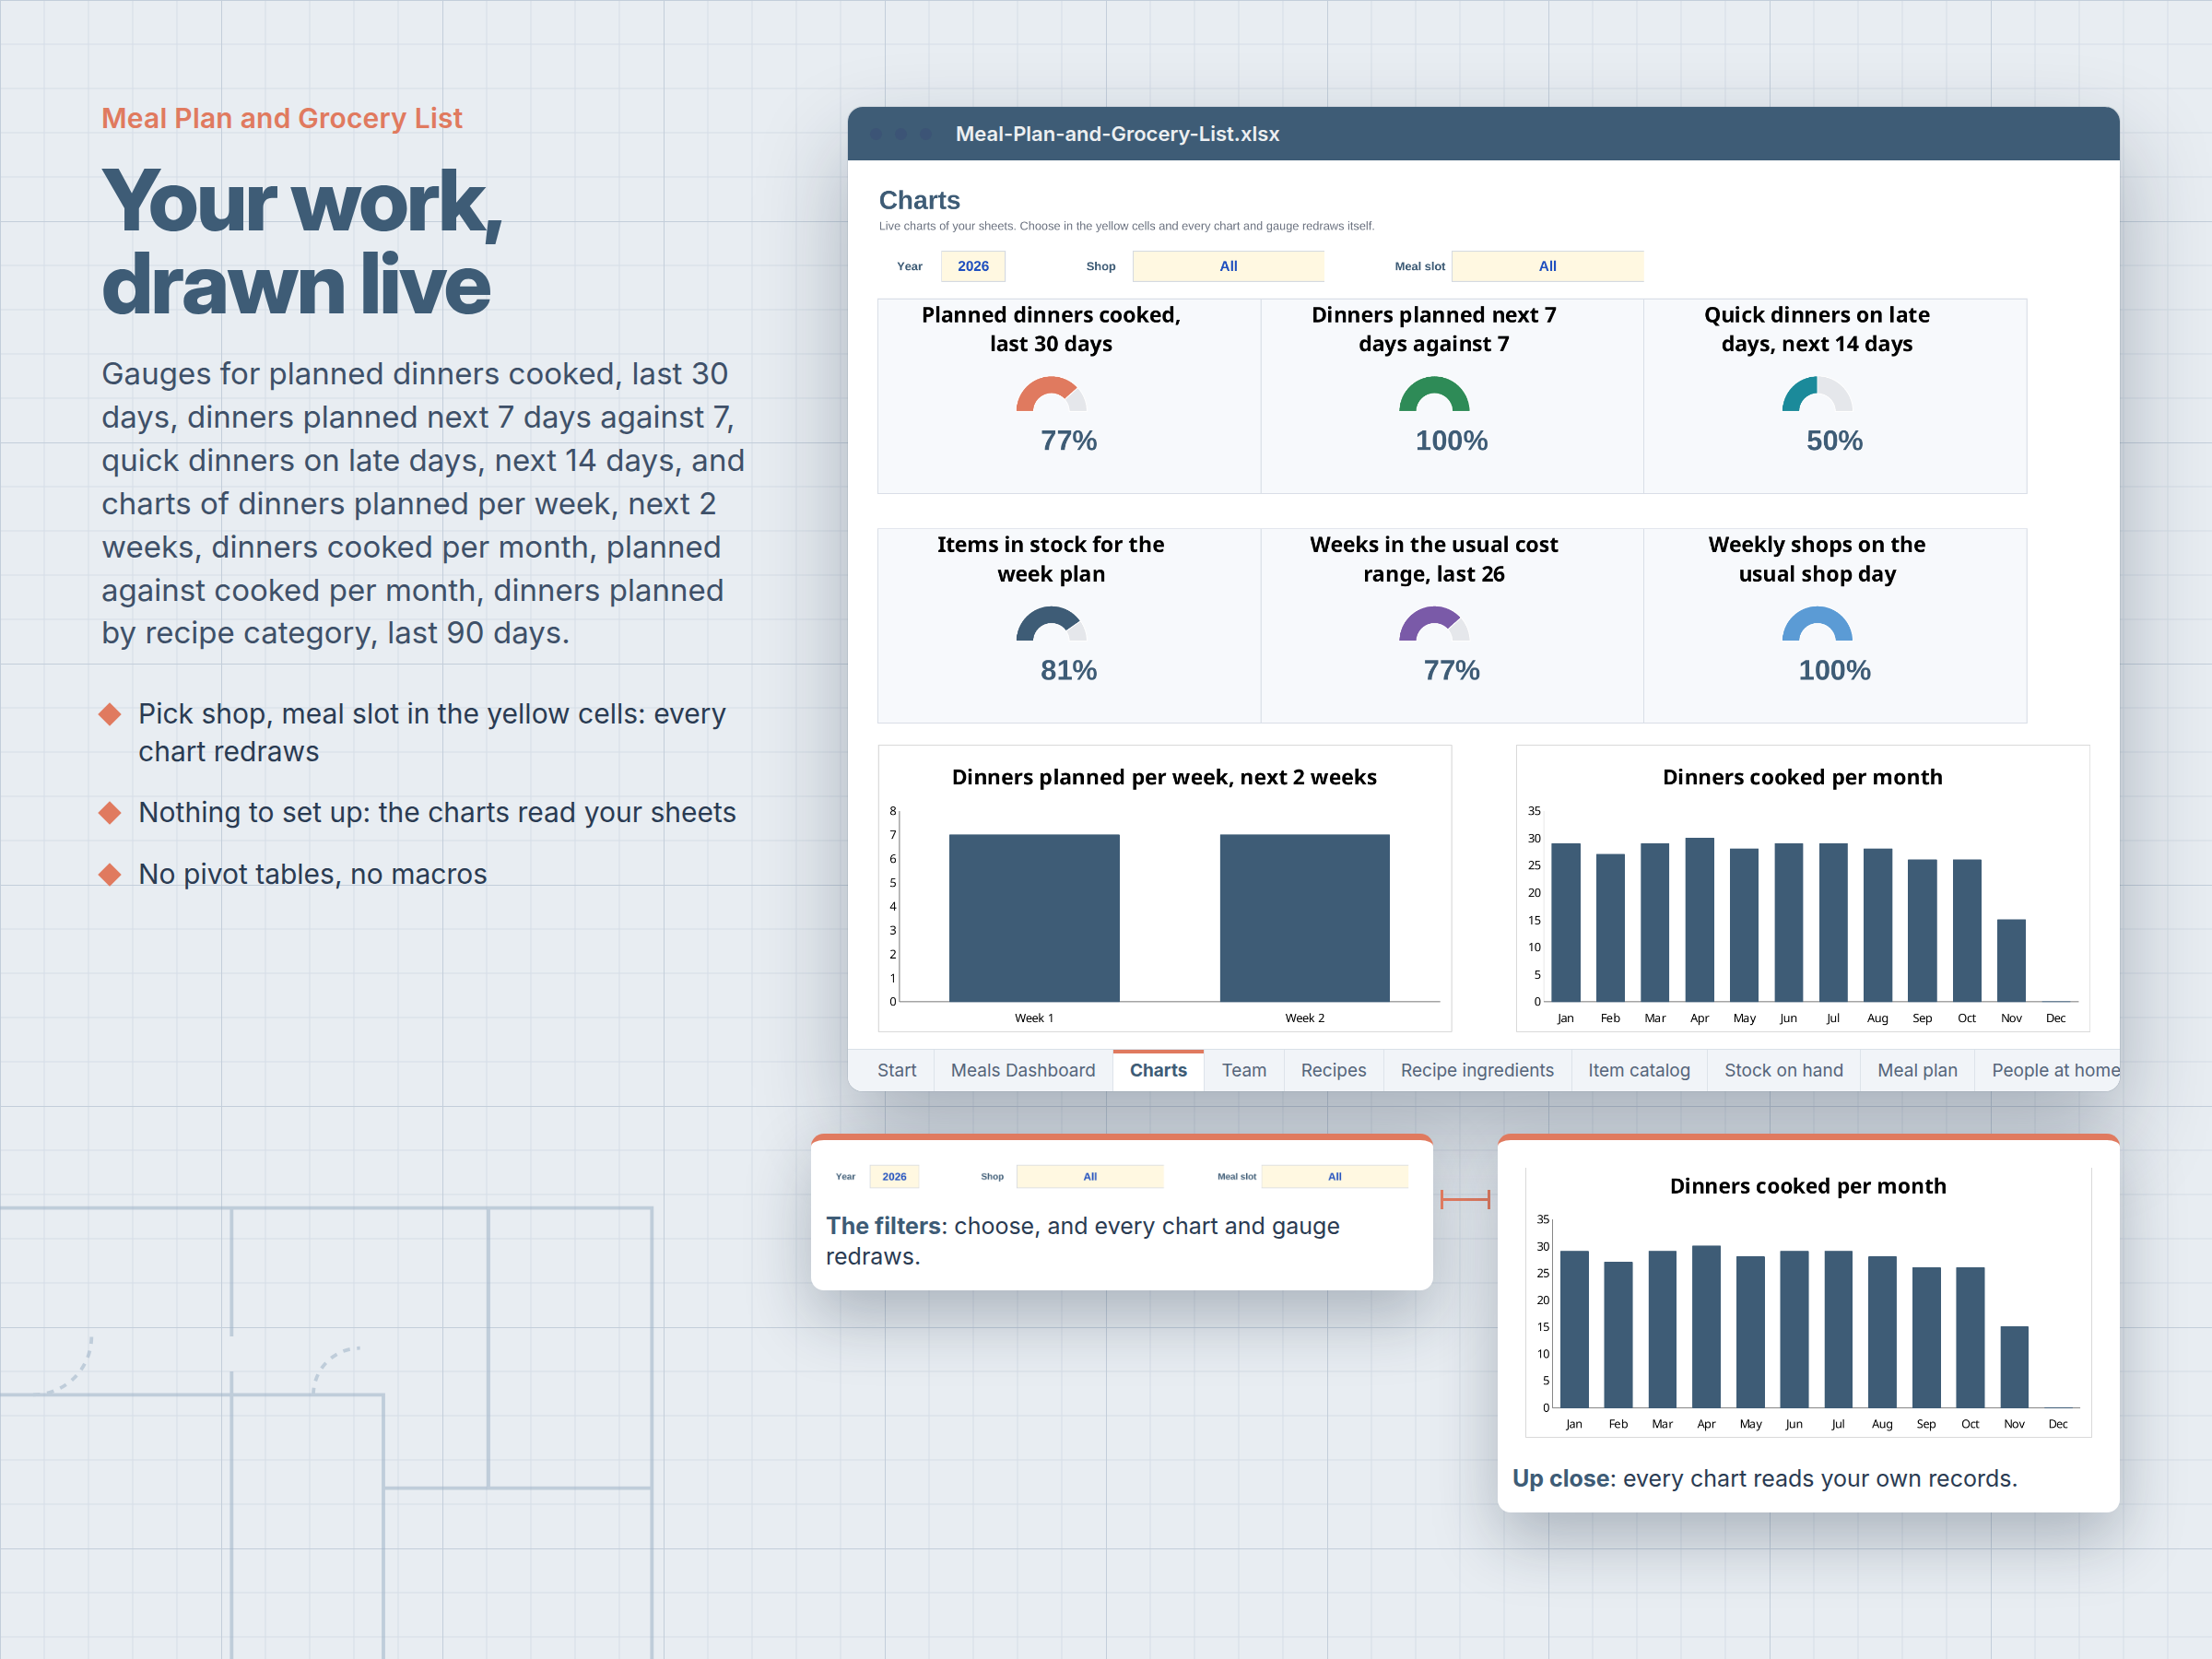 Meal Plan and Grocery List
Your work,
drawn live
Gauges for planned dinners cooked, last 30
days, dinners planned next 7 days against 7,
quick dinners on late days, next 14 days, and
charts of dinners planned per week, next 2
weeks, dinners cooked per month, planned
against cooked per month, dinners planned
by recipe category, last 90 days.
Pick shop, meal slot in the yellow cells: every
chart redraws
Nothing to set up: the charts read your sheets
No pivot tables, no macros
Meal-Plan-and-Grocery-List.xlsx
Charts
Live charts of your sheets. Choose in the yellow cells and every chart and gauge redraws itself.
Year 2026 Shop All Meal slot All
Planned dinners cooked,
last 30 days
77%
Dinners planned next 7
days against 7
100%
Quick dinners on late
days, next 14 days
50%
Items in stock for the
week plan
81%
Weeks in the usual cost
range, last 26
77%
Weekly shops on the
usual shop day
100%
Dinners planned per week, next 2 weeks
8
7
6
5
4
3
2
1
0
Week 1 Week 2
Dinners cooked per month
35
30
25
20
15
10
5
0
Jan Feb Mar Apr May Jun Jul Aug Sep Oct Nov Dec
Start Meals Dashboard Charts Team Recipes Recipe ingredients Item catalog Stock on hand Meal plan People at home
Year 2026 Shop All Meal slot All
The filters: choose, and every chart and gauge
redraws.
Dinners cooked per month
35
30
25
20
15
10
5
0
Jan Feb Mar Apr May Jun Jul Aug Sep Oct Nov Dec
Up close: every chart reads your own records.